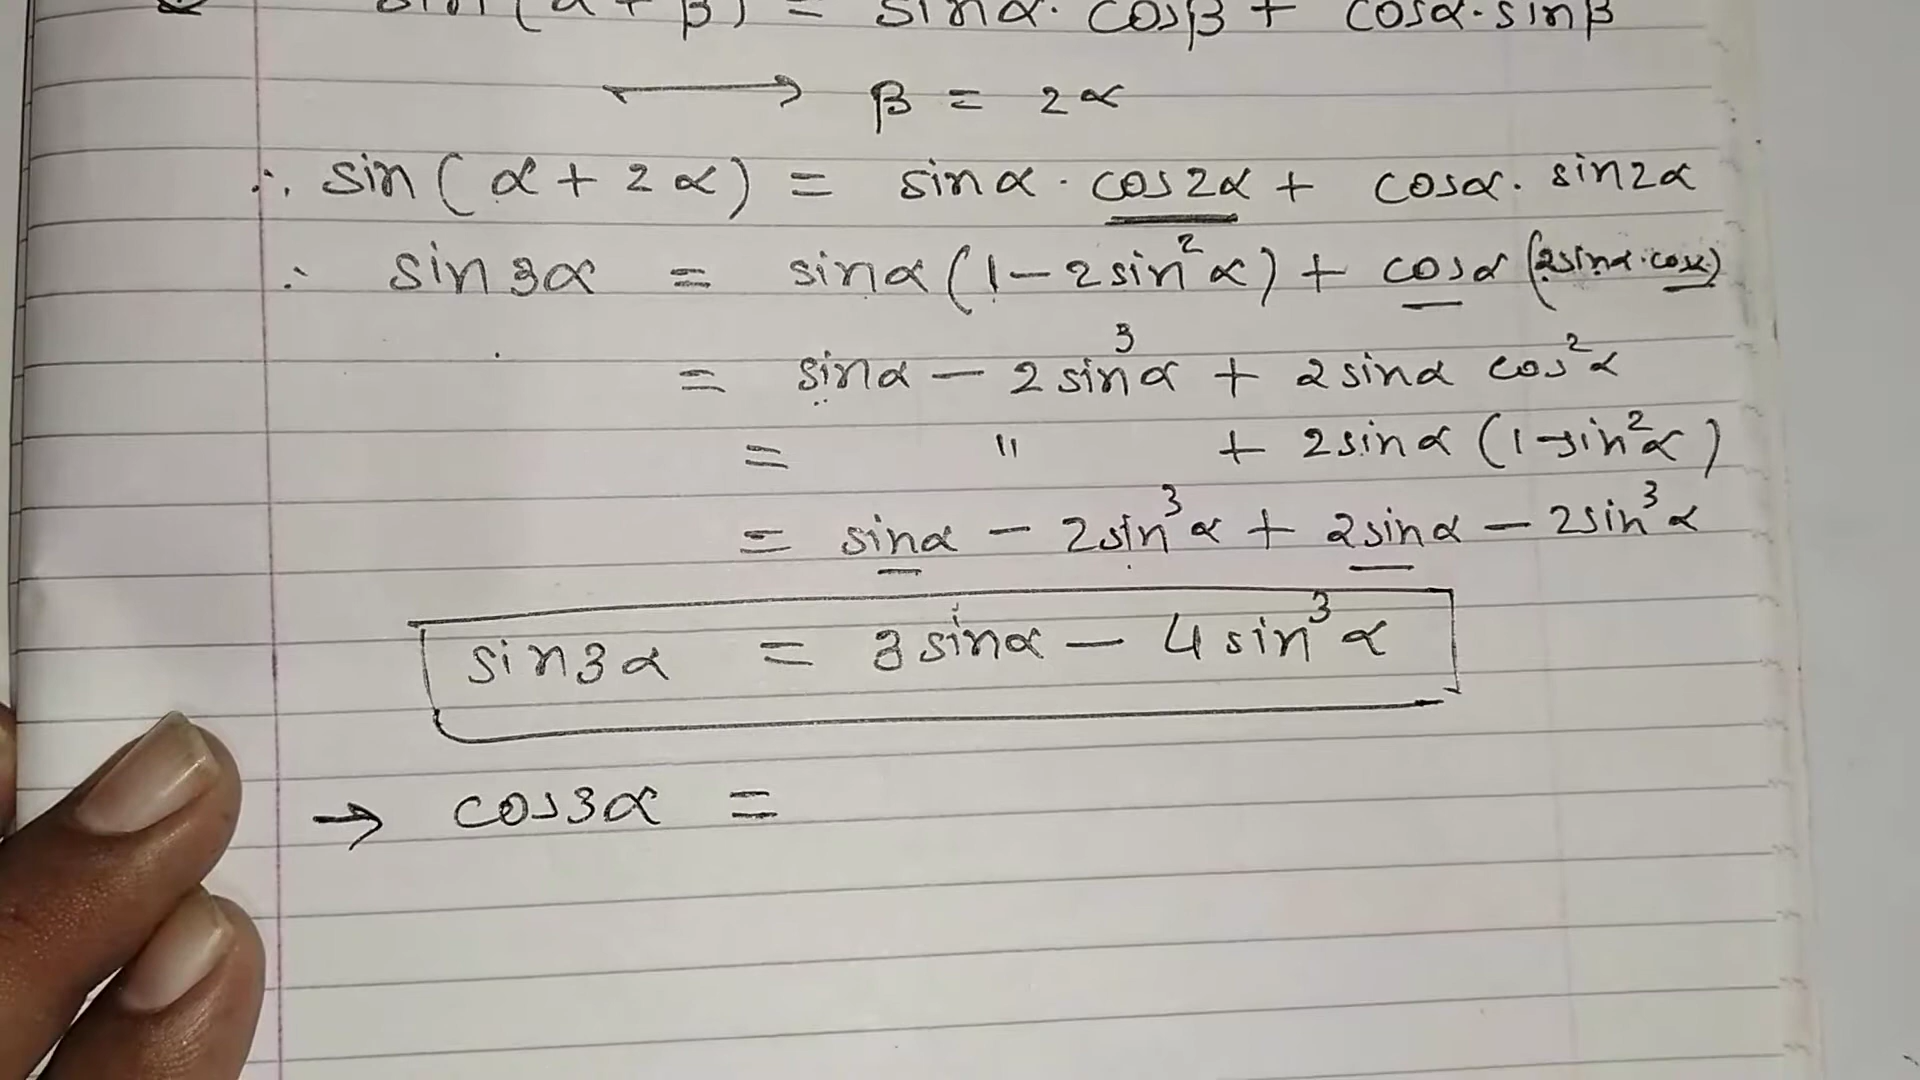 sin(α+β) = sinα. cosβ + cosα.sinβ
⟶ β = 2α
∴ sin(α+2α) = sinα. cos2α + cosα. sin2α
∴ sin3α = sinα(1-2sin²α) + cosα(2sinα.cosα)
= sinα - 2sin³α + 2sinα cos²α
= " + 2sinα(1-sin²α)
= sinα - 2sin³α + 2sinα - 2sin³α
sin3α = 3sinα - 4sin³α
→ cos3α =